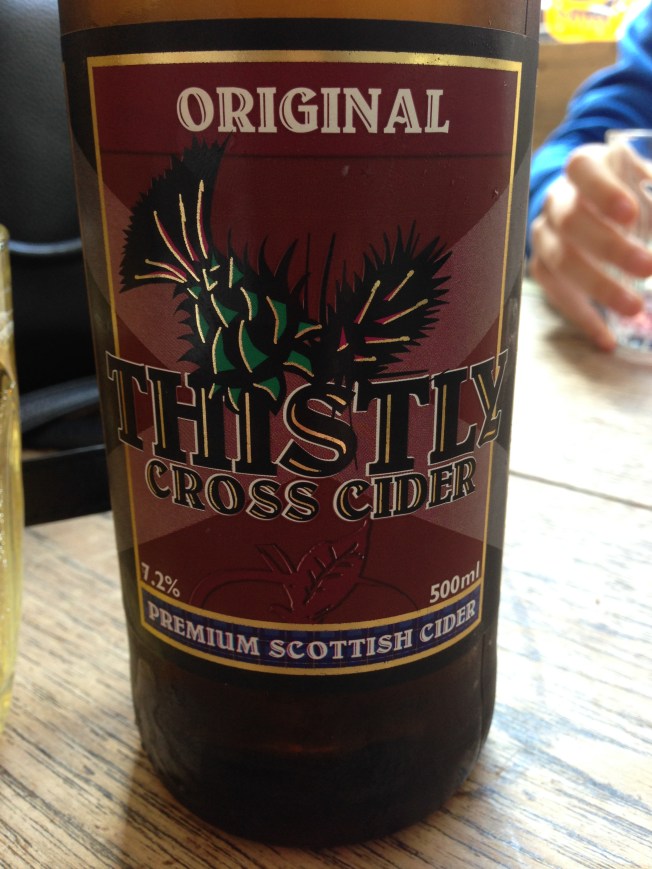 ORIGINAL
THISTLY
CROSS CIDER
7.2% 500ml
PREMIUM SCOTTISH CIDER